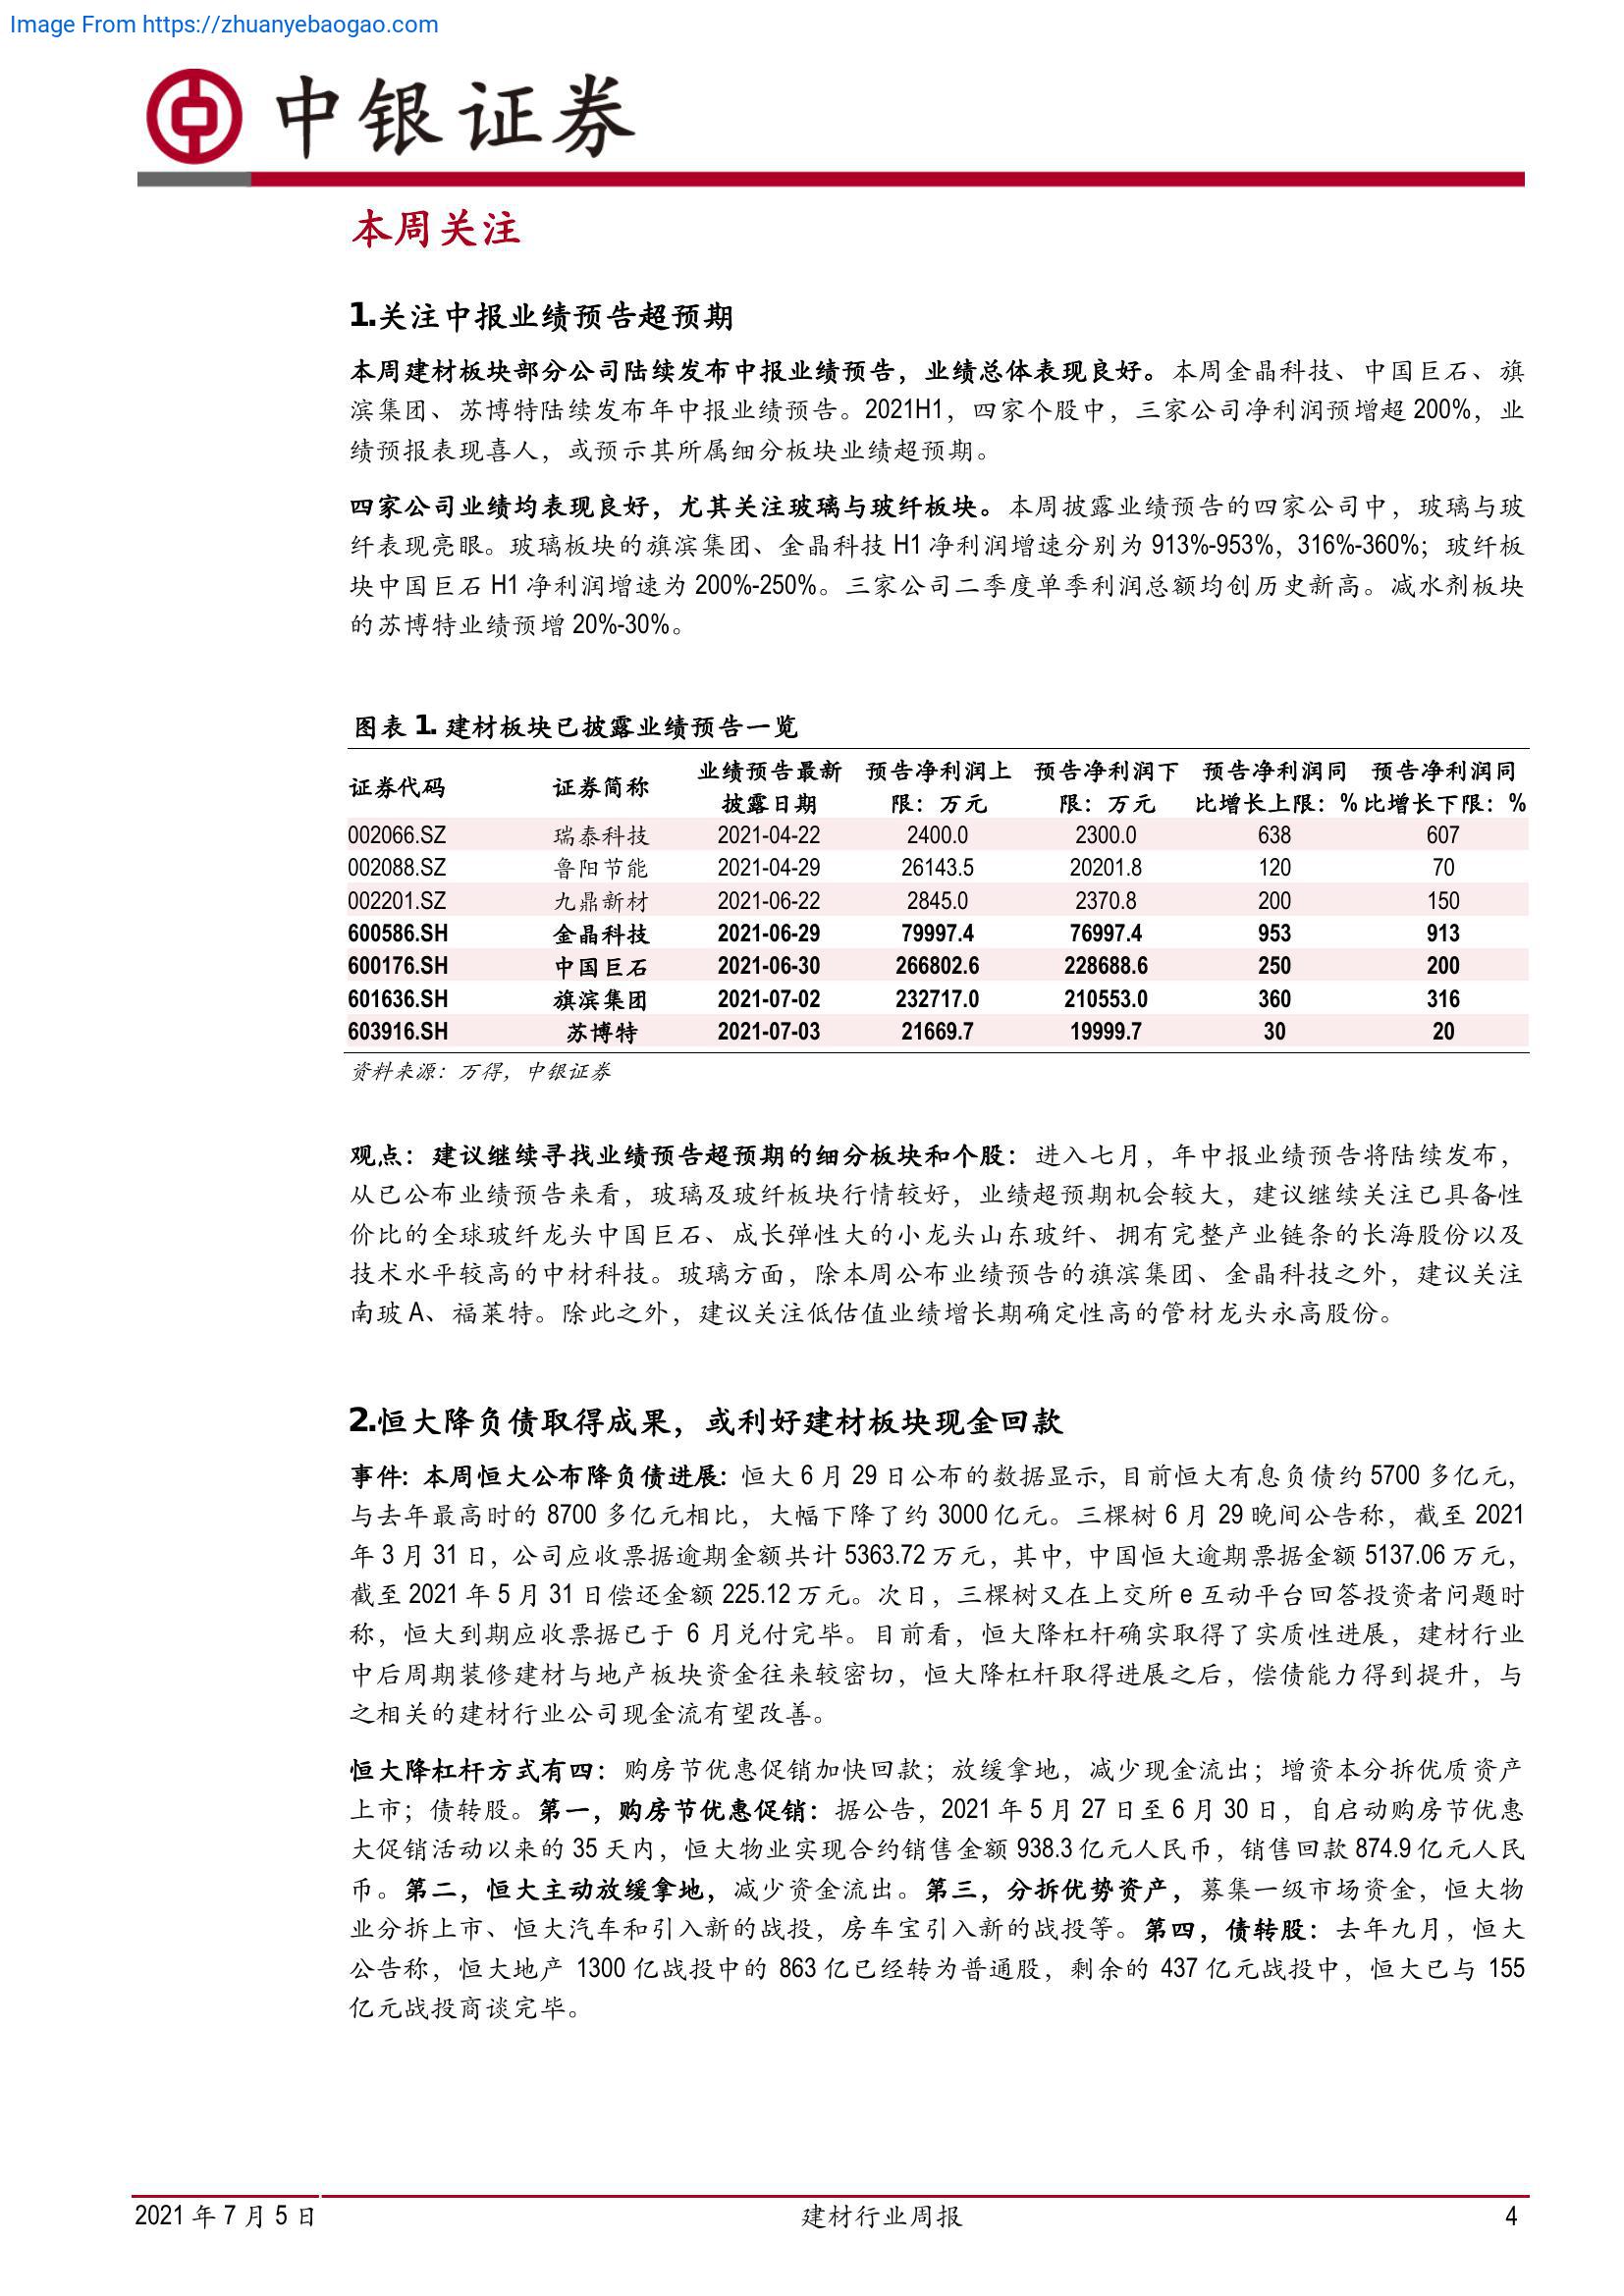 Image From https://zhuanyebaogao.com
中银证券
本周关注
1.关注中报业绩预告超预期
本周建材板块部分公司陆续发布中报业绩预告，业绩总体表现良好。本周金晶科技、中国巨石、旗
滨集团、苏博特陆续发布年中报业绩预告。2021H1，四家个股中，三家公司净利润预增超 200%，业
绩预报表现喜人，或预示其所属细分板块业绩超预期。
四家公司业绩均表现良好，尤其关注玻璃与玻纤板块。本周披露业绩预告的四家公司中，玻璃与玻
纤表现亮眼。玻璃板块的旗滨集团、金晶科技 H1 净利润增速分别为 913%-953%，316%-360%；玻纤板
块中国巨石 H1 净利润增速为 200%-250%。三家公司二季度单季利润总额均创历史新高。减水剂板块
的苏博特业绩预增 20%-30%。
图表 1. 建材板块已披露业绩预告一览
证券代码 证券简称 业绩预告最新披露日期 预告净利润上限：万元 预告净利润下限：万元 预告净利润同比增长上限：% 预告净利润同比增长下限：%
002066.SZ 瑞泰科技 2021-04-22 2400.0 2300.0 638 607
002088.SZ 鲁阳节能 2021-04-29 26143.5 20201.8 120 70
002201.SZ 九鼎新材 2021-06-22 2845.0 2370.8 200 150
600586.SH 金晶科技 2021-06-29 79997.4 76997.4 953 913
600176.SH 中国巨石 2021-06-30 266802.6 228688.6 250 200
601636.SH 旗滨集团 2021-07-02 232717.0 210553.0 360 316
603916.SH 苏博特 2021-07-03 21669.7 19999.7 30 20
资料来源：万得，中银证券
观点：建议继续寻找业绩预告超预期的细分板块和个股：进入七月，年中报业绩预告将陆续发布，
从已公布业绩预告来看，玻璃及玻纤板块行情较好，业绩超预期机会较大，建议继续关注已具备性
价比的全球玻纤龙头中国巨石、成长弹性大的小龙头山东玻纤、拥有完整产业链条的长海股份以及
技术水平较高的中材科技。玻璃方面，除本周公布业绩预告的旗滨集团、金晶科技之外，建议关注
南玻 A、福莱特。除此之外，建议关注低估值业绩增长期确定性高的管材龙头永高股份。
2.恒大降负债取得成果，或利好建材板块现金回款
事件：本周恒大公布降负债进展：恒大 6 月 29 日公布的数据显示，目前恒大有息负债约 5700 多亿元，
与去年最高时的 8700 多亿元相比，大幅下降了约 3000 亿元。三棵树 6 月 29 晚间公告称，截至 2021
年 3 月 31 日，公司应收票据逾期金额共计 5363.72 万元，其中，中国恒大逾期票据金额 5137.06 万元，
截至 2021 年 5 月 31 日偿还金额 225.12 万元。次日，三棵树又在上交所 e 互动平台回答投资者问题时
称，恒大到期应收票据已于 6 月兑付完毕。目前看，恒大降杠杆确实取得了实质性进展，建材行业
中后周期装修建材与地产板块资金往来较密切，恒大降杠杆取得进展之后，偿债能力得到提升，与
之相关的建材行业公司现金流有望改善。
恒大降杠杆方式有四：购房节优惠促销加快回款；放缓拿地，减少现金流出；增资本分拆优质资产
上市；债转股。第一，购房节优惠促销：据公告，2021 年 5 月 27 日至 6 月 30 日，自启动购房节优惠
大促销活动以来的 35 天内，恒大物业实现合约销售金额 938.3 亿元人民币，销售回款 874.9 亿元人民
币。第二，恒大主动放缓拿地，减少资金流出。第三，分拆优势资产，募集一级市场资金，恒大物
业分拆上市、恒大汽车和引入新的战投，房车宝引入新的战投等。第四，债转股：去年九月，恒大
公告称，恒大地产 1300 亿战投中的 863 亿已经转为普通股，剩余的 437 亿元战投中，恒大已与 155
亿元战投商谈完毕。
2021 年 7 月 5 日 建材行业周报 4